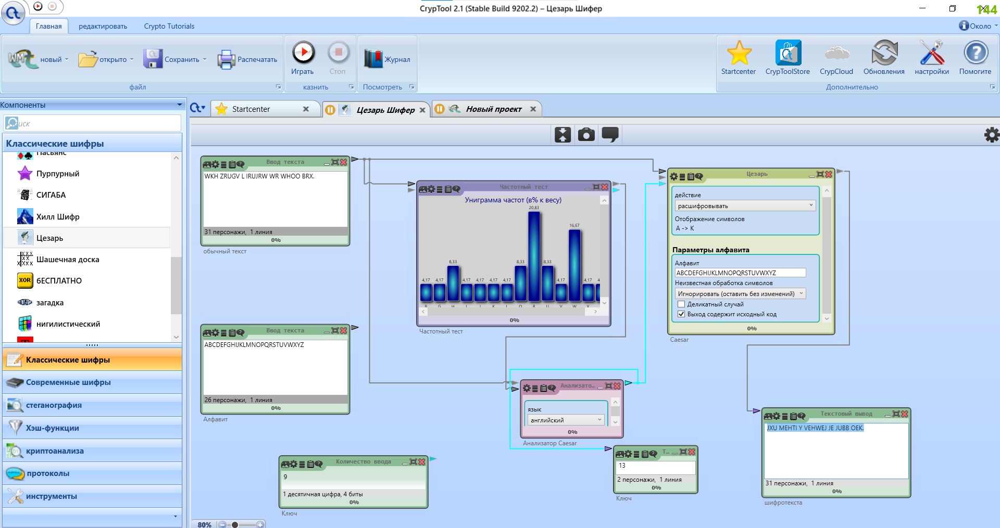 CrypTool 2.1 (Stable Build 9202.2) – Цезарь Шифер
144
Главная
редактировать
Crypto Tutorials
Около
новый
открыто
Сохранить
Распечатать
Играть
Стоп
Журнал
Startcenter
CrypToolStore
CrypCloud
Обновления
настройки
Помогите
файл
казнить
Посмотреть
Дополнительно
Компоненты
Классические шифры
Пасьянс
Пурпурный
СИГАБА
Хилл Шифр
Цезарь
Шашечная доска
XOR
бЕСПЛАТНО
загадка
нигилистический
Классические шифры
Современные шифры
стеганография
Хэш-функции
криптоанализа
протоколы
инструменты
Startcenter
Цезарь Шифер
Новый проект
Ввод текста
WKH ZRUGV L IRUJRW WR WHOO BRX.
31 персонажи, 1 линия
0%
обычный текст
Ввод текста
ABCDEFGHIJKLMNOPQRSTUVWXYZ
26 персонажи, 1 линия
0%
Алфавит
Количество ввода
9
1 десятичная цифра, 4 биты
0%
Ключ
Частотный тест
Униграмма частот (в% к весу)
4,17 4,17 8,33 4,17 4,17 4,17 4,17 8,33 20,83 8,33 4,17 16,67 4,17 4
B G H I J K L O R U V W X
0%
Частотный тест
Анализато...
язык
английский
0%
Анализатор Caesar
Т...
13
2 персонажи, 1 линия
0%
Ключ
Цезарь
действие
расшифровывать
Отображение символов
A -> K
Параметры алфавита
Алфавит
ABCDEFGHIJKLMNOPQRSTUVWXYZ
Неизвестная обработка символов
Игнорировать (оставить без изменений)
Деликатный случай
Выход содержит исходный код
0%
Caesar
Текстовый вывод
JXU MEHTI Y VEHWEJ JE JUBB OEK.
31 персонажи, 1 линия
0%
шифротекста
80%